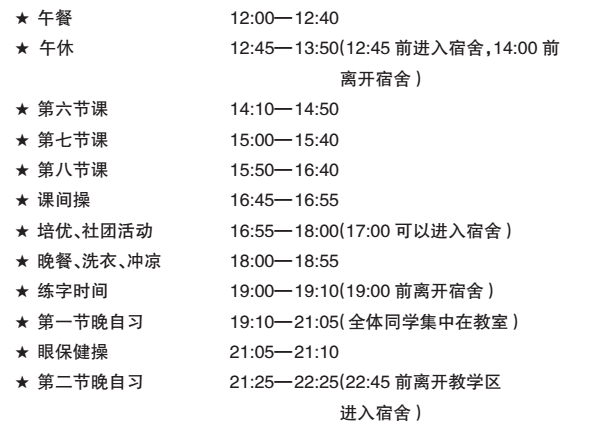 ★ 午餐 12:00—12:40
★ 午休 12:45—13:50(12:45 前进入宿舍,14:00 前
离开宿舍)
★ 第六节课 14:10—14:50
★ 第七节课 15:00—15:40
★ 第八节课 15:50—16:40
★ 课间操 16:45—16:55
★ 培优、社团活动 16:55—18:00(17:00 可以进入宿舍)
★ 晚餐、洗衣、冲凉 18:00—18:55
★ 练字时间 19:00—19:10(19:00 前离开宿舍)
★ 第一节晚自习 19:10—21:05(全体同学集中在教室)
★ 眼保健操 21:05—21:10
★ 第二节晚自习 21:25—22:25(22:45 前离开教学区
进入宿舍)